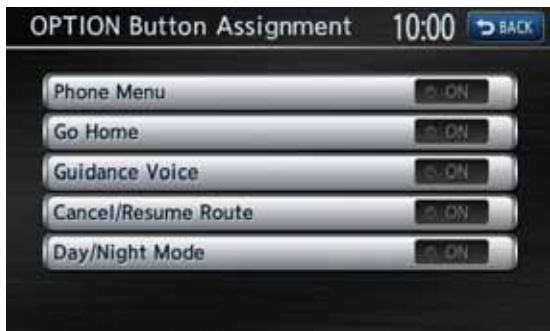 OPTION Button Assignment 10:00 BACK
Phone Menu ON
Go Home ON
Guidance Voice ON
Cancel/Resume Route ON
Day/Night Mode ON